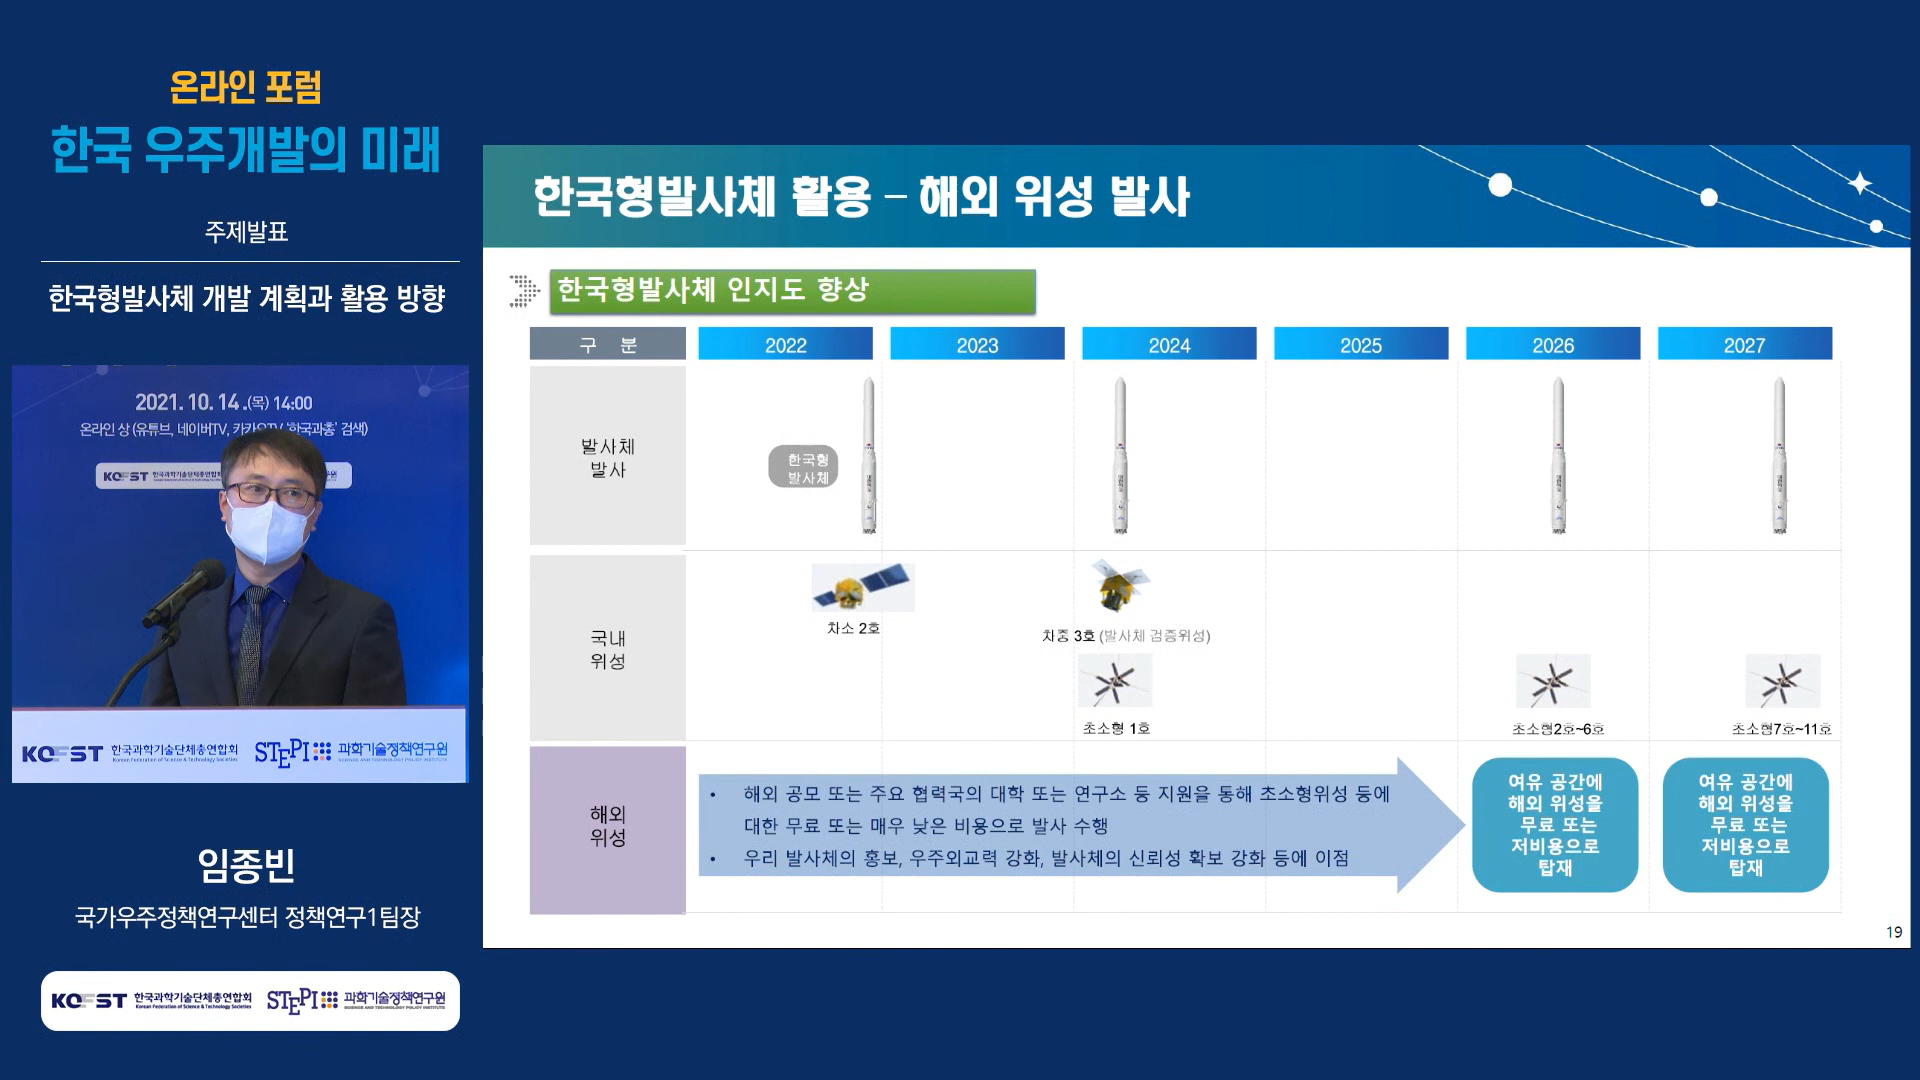 온라인 포럼
한국 우주개발의 미래
주제발표
한국형발사체 개발 계획과 활용 방향
2021. 10. 14.(목) 14:00
온라인 상 (유튜브, 네이버TV, 카카오TV '한국과총' 검색)
KOFST 한국과학기술단체총연합회
KOFST 한국과학기술단체총연합회
Korean Federation of Science & Technology Societies
STEPI 과학기술정책연구원
SCIENCE AND TECHNOLOGY POLICY INSTITUTE
임종빈
국가우주정책연구센터 정책연구1팀장
KOFST 한국과학기술단체총연합회
Korean Federation of Science & Technology Societies
STEPI 과학기술정책연구원
SCIENCE AND TECHNOLOGY POLICY INSTITUTE
한국형발사체 활용 – 해외 위성 발사
한국형발사체 인지도 향상
구 분 2022 2023 2024 2025 2026 2027
발사체
발사
한국형
발사체
국내
위성
차소 2호
차중 3호 (발사체 검증위성)
초소형 1호
초소형2호~6호
초소형7호~11호
해외
위성
• 해외 공모 또는 주요 협력국의 대학 또는 연구소 등 지원을 통해 초소형위성 등에
대한 무료 또는 매우 낮은 비용으로 발사 수행
• 우리 발사체의 홍보, 우주외교력 강화, 발사체의 신뢰성 확보 강화 등에 이점
여유 공간에
해외 위성을
무료 또는
저비용으로
탑재
여유 공간에
해외 위성을
무료 또는
저비용으로
탑재
19